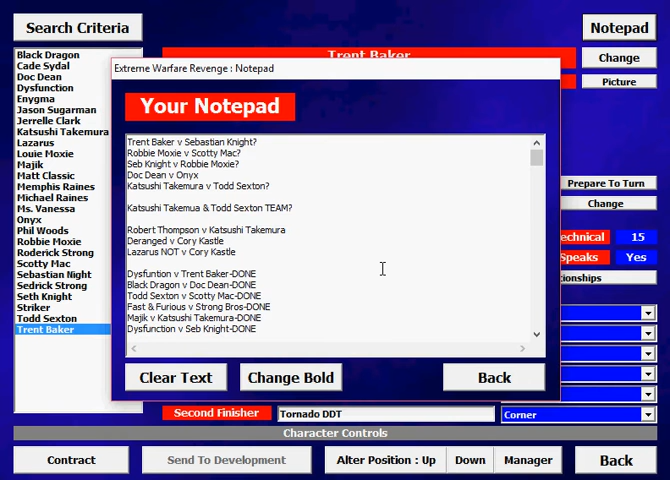 Search Criteria
Notepad
Black Dragon
Cade Sydal
Doc Dean
Dysfunction
Enygma
Jason Sugarman
Jerrelle Clark
Katsushi Takemura
Lazarus
Louie Moxie
Majik
Matt Classic
Memphis Raines
Michael Raines
Ms. Vanessa
Onyx
Phil Woods
Robbie Moxie
Roderick Strong
Scotty Mac
Sebastian Night
Sedrick Strong
Seth Knight
Striker
Todd Sexton
Trent Baker
Trent Baker
Change
Picture
Extreme Warfare Revenge : Notepad
Your Notepad
Trent Baker v Sebastian Knight?
Robbie Moxie v Scotty Mac?
Seb Knight v Robbie Moxie?
Doc Dean v Onyx
Katsushi Takemura v Todd Sexton?
Katsushi Takemua & Todd Sexton TEAM?
Robert Thompson v Katsushi Takemura
Deranged v Cory Kastle
Lazarus NOT v Cory Kastle
Dysfuntion v Trent Baker-DONE
Black Dragon v Doc Dean-DONE
Todd Sexton v Scotty Mac-DONE
Fast & Furious v Strong Bros-DONE
Majik v Katsushi Takemura-DONE
Dysfunction v Seb Knight-DONE
Clear Text
Change Bold
Back
Prepare To Turn
Change
echnical
15
Speaks
Yes
tionships
Second Finisher
Tornado DDT
Corner
Character Controls
Contract
Send To Development
Alter Position : Up
Down
Manager
Back